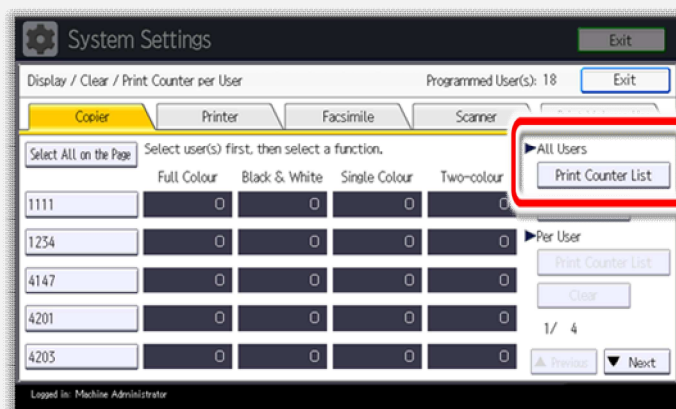 System Settings
Exit
Display / Clear / Print Counter per User
Programmed User(s): 18
Exit
Copier
Printer
Facsimile
Scanner
Select All on the Page
Select user(s) first, then select a function.
►All Users
Print Counter List
Full Colour
Black & White
Single Colour
Two-colour
1111
0
0
0
0
►Per User
1234
0
0
0
0
Print Counter List
4147
0
0
0
0
Clear
4201
0
0
0
0
1/ 4
4203
0
0
0
0
▲ Previous
▼ Next
Logged in: Machine Administrator